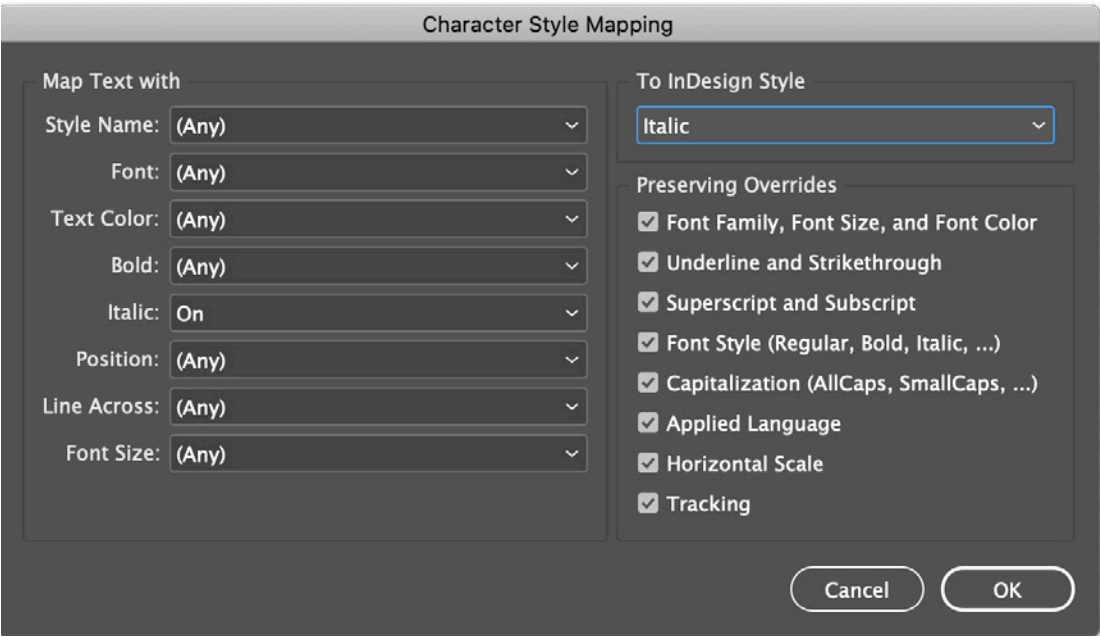 Character Style Mapping
Map Text with
Style Name: (Any)
Font: (Any)
Text Color: (Any)
Bold: (Any)
Italic: On
Position: (Any)
Line Across: (Any)
Font Size: (Any)
To InDesign Style
Italic
Preserving Overrides
Font Family, Font Size, and Font Color
Underline and Strikethrough
Superscript and Subscript
Font Style (Regular, Bold, Italic, ...)
Capitalization (AllCaps, SmallCaps, ...)
Applied Language
Horizontal Scale
Tracking
Cancel OK